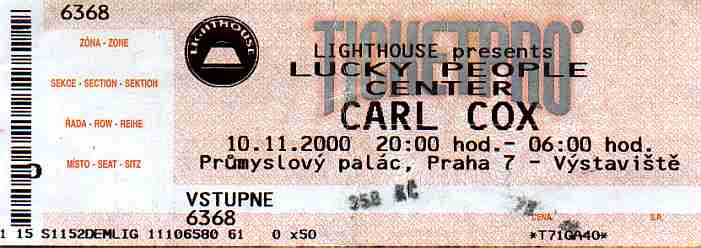 6368
ZÓNA - ZONE
SEKCE - SECTION - SEKTION
ŘADA - ROW - REIHE
MÍSTO - SEAT - SITZ
LIGHTHOUSE
TICKETPRO
LIGHTHOUSE presents
LUCKY PEOPLE
CENTER
CARL COX
10.11.2000 20:00 hod.- 06:00 hod.
Průmyslový palác, Praha 7 - Výstaviště
VSTUPNE
350 KČ
6368
CENA
S.R.
1 15 S1152DEMLIG 11106580 61 0 x50
*T71GA40*